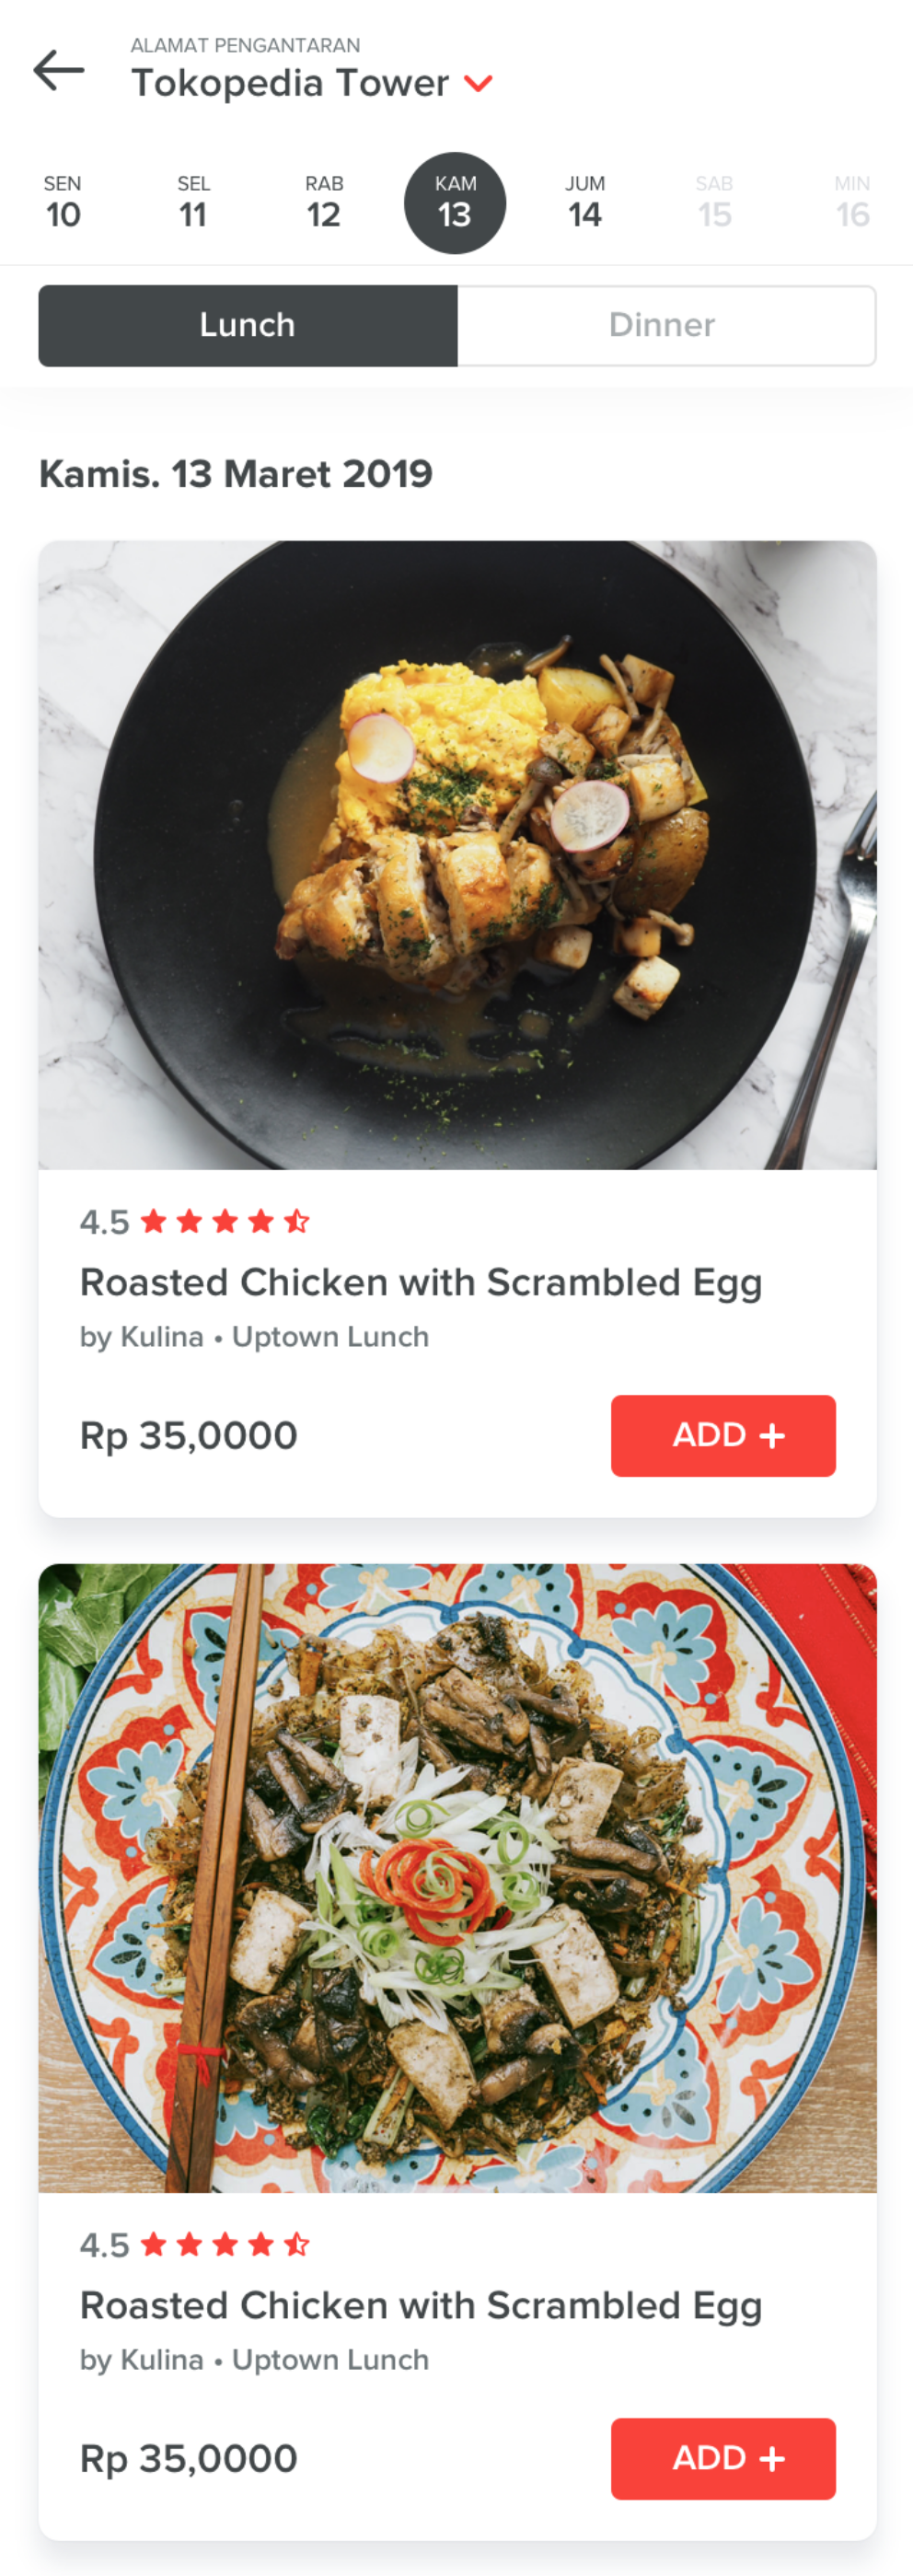 ALAMAT PENGANTARAN
Tokopedia Tower
SEN SEL RAB KAM JUM SAB MIN
10 11 12 13 14 15 16
Lunch Dinner
Kamis. 13 Maret 2019
4.5
Roasted Chicken with Scrambled Egg
by Kulina • Uptown Lunch
Rp 35,0000 ADD +
4.5
Roasted Chicken with Scrambled Egg
by Kulina • Uptown Lunch
Rp 35,0000 ADD +